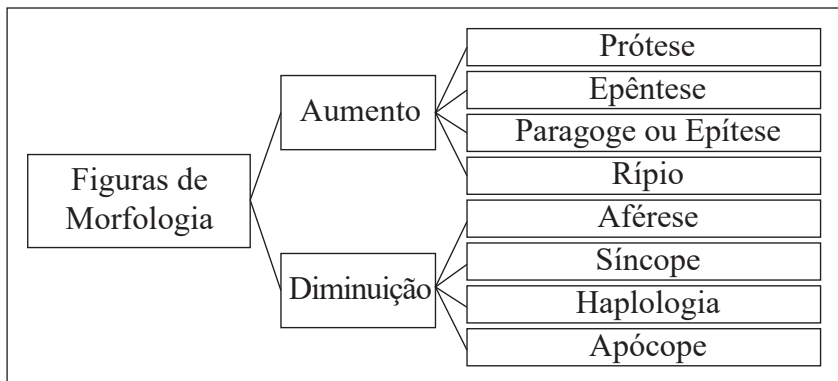 Figuras de
Morfologia
Aumento
Prótese
Epêntese
Paragoge ou Epítese
Rípio
Diminuição
Aférese
Síncope
Haplologia
Apócope